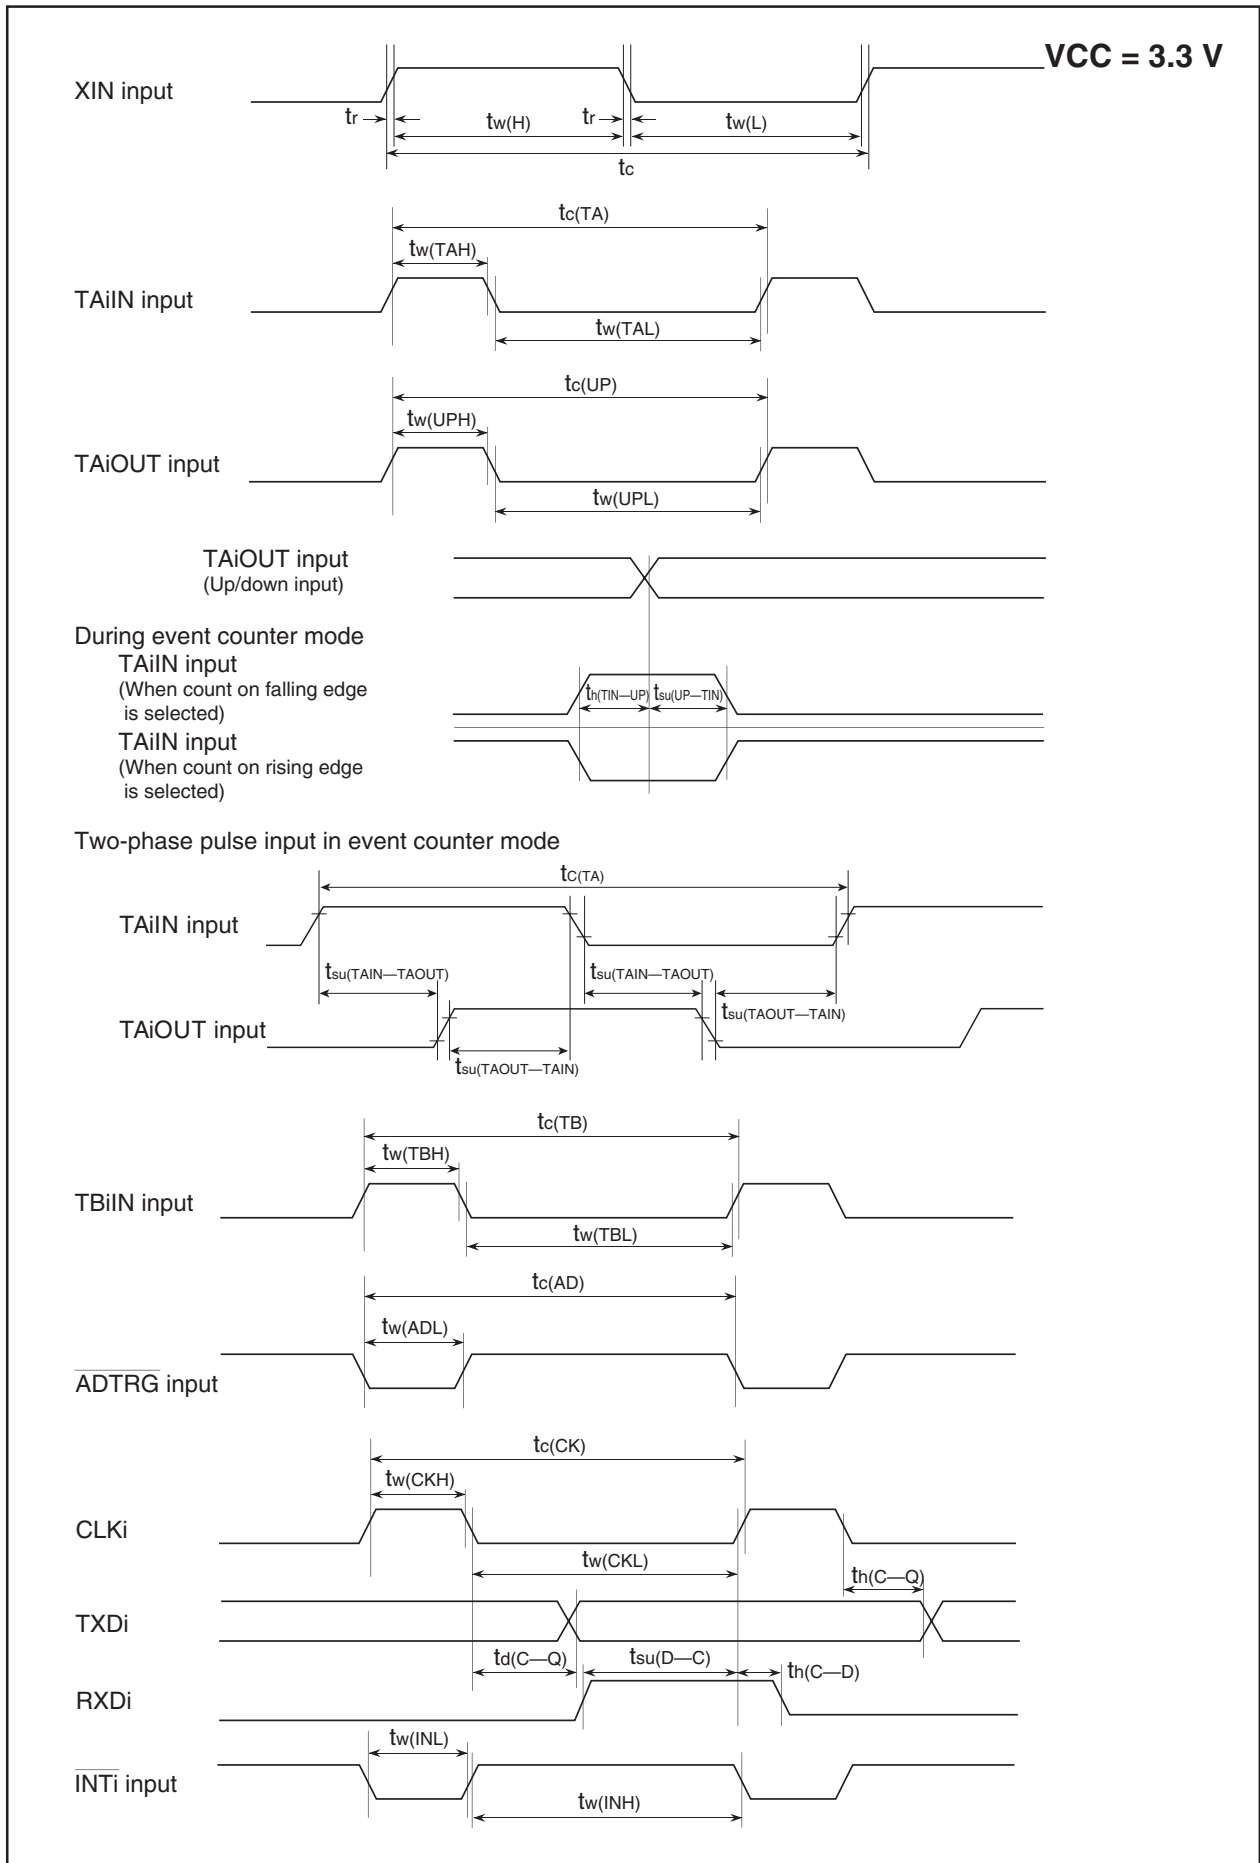 VCC = 3.3 V
XIN input
tr
tw(H)
tr
tw(L)
tc
tc(TA)
tw(TAH)
TAiIN input
tw(TAL)
tc(UP)
tw(UPH)
TAiOUT input
tw(UPL)
TAiOUT input
(Up/down input)
During event counter mode
TAiIN input
(When count on falling edge
is selected)
th(TIN—UP)
tsu(UP—TIN)
TAiIN input
(When count on rising edge
is selected)
Two-phase pulse input in event counter mode
tC(TA)
TAiIN input
tsu(TAIN—TAOUT)
tsu(TAIN—TAOUT)
tsu(TAOUT—TAIN)
TAiOUT input
tsu(TAOUT—TAIN)
tc(TB)
tw(TBH)
TBiIN input
tw(TBL)
tc(AD)
tw(ADL)
ADTRG input
tc(CK)
tw(CKH)
CLKi
tw(CKL)
th(C—Q)
TXDi
td(C—Q)
tsu(D—C)
th(C—D)
RXDi
tw(INL)
INTi input
tw(INH)